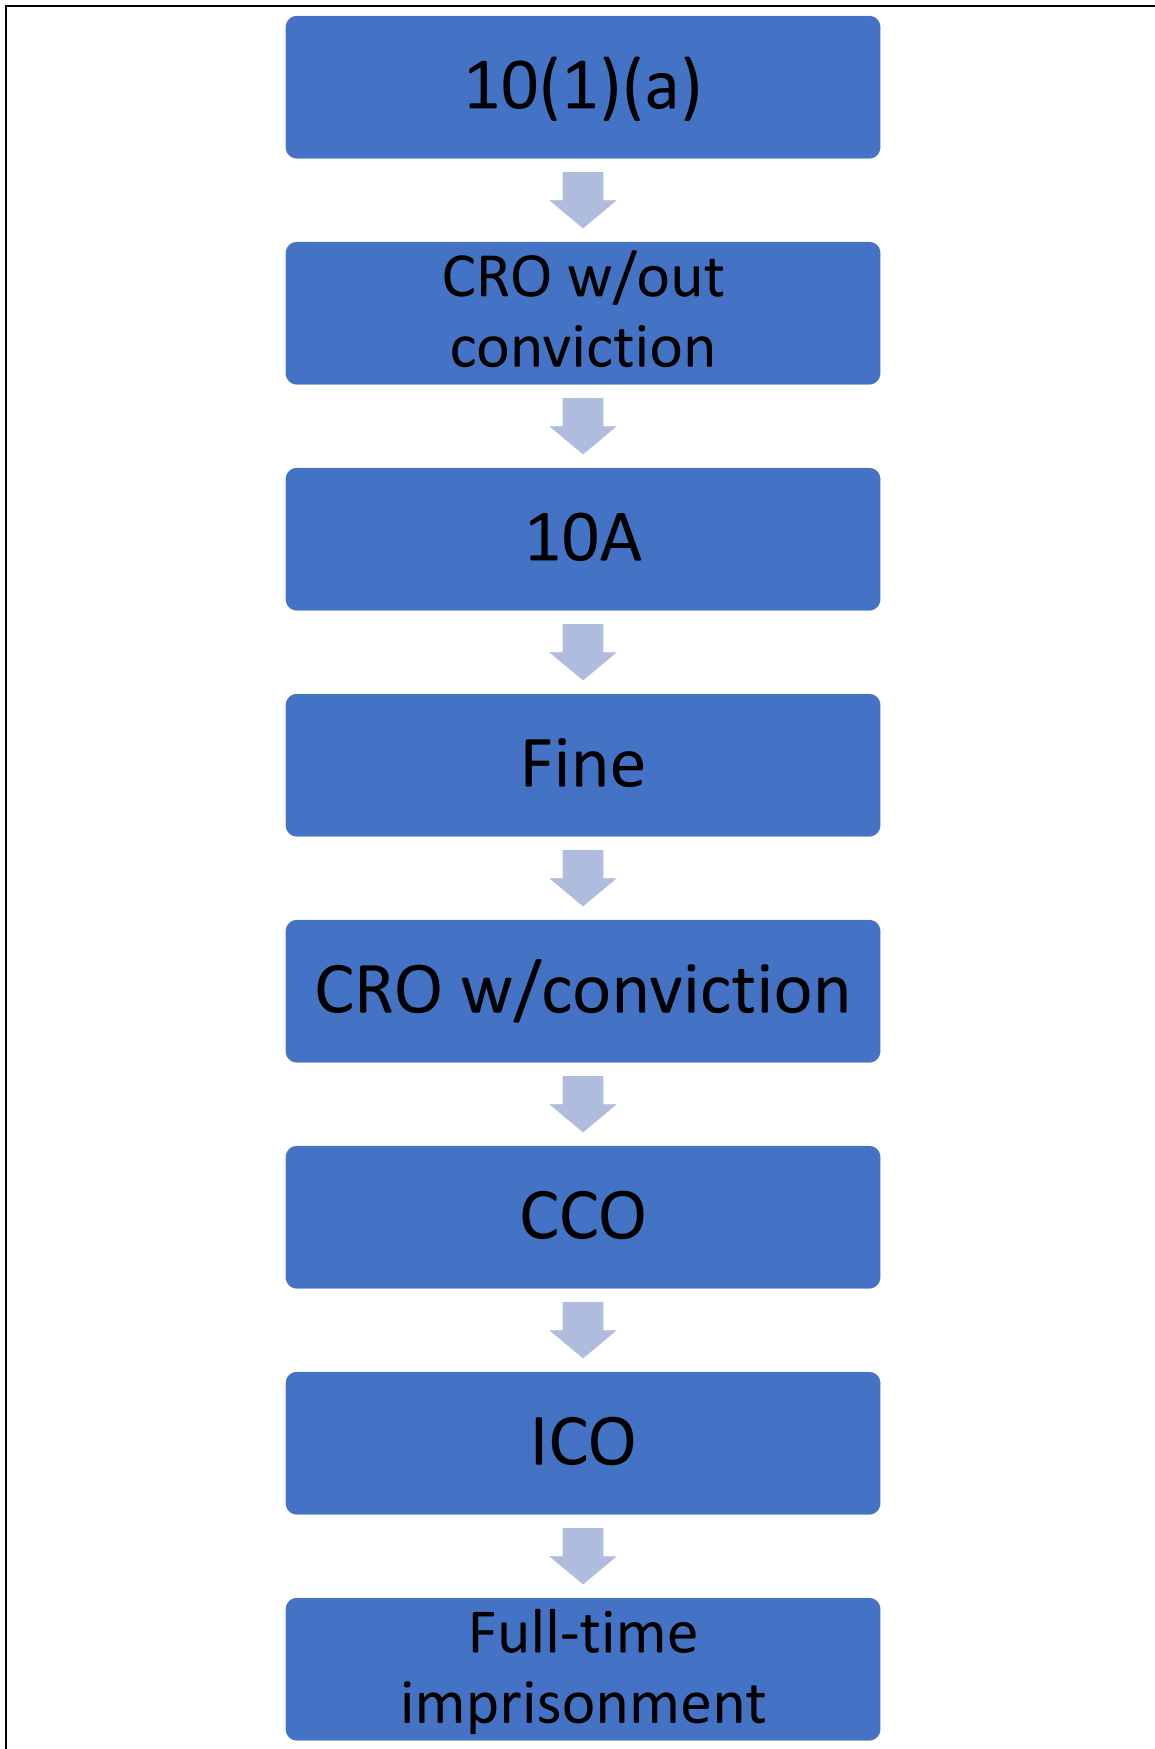 10(1)(a)
CRO w/out
conviction
10A
Fine
CRO w/conviction
CCO
ICO
Full-time
imprisonment